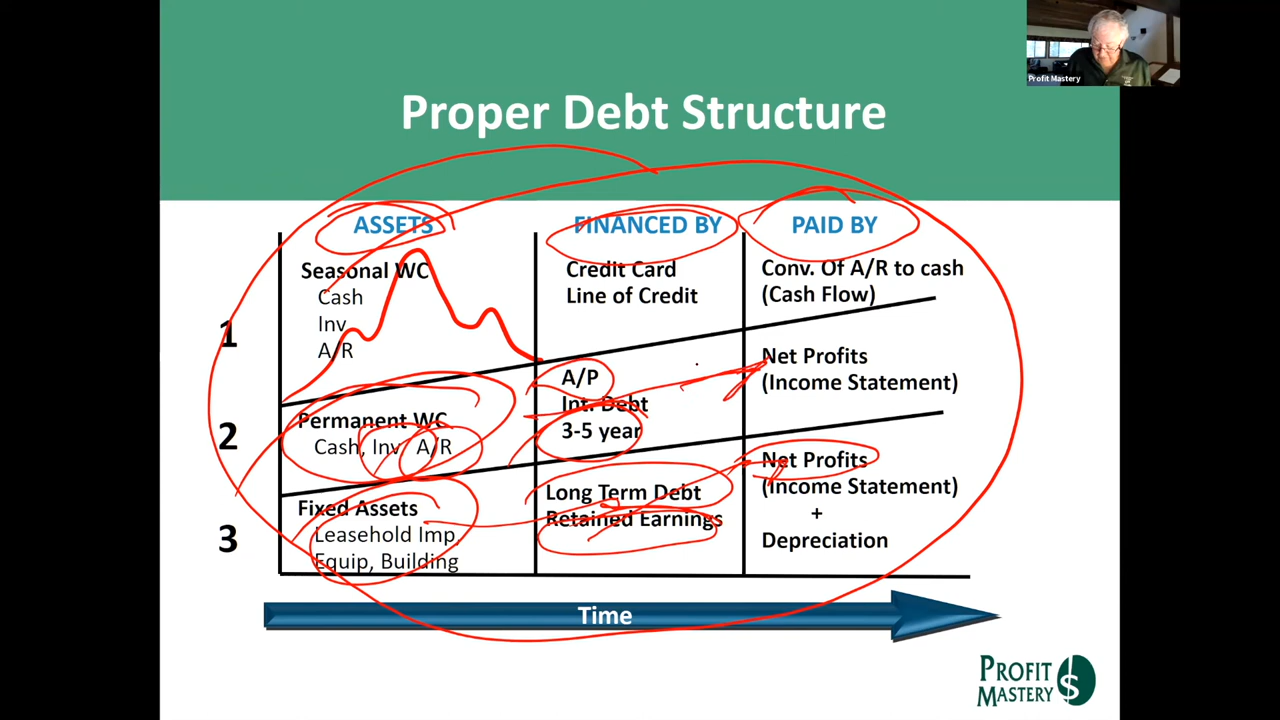 Profit Mastery
Proper Debt Structure
ASSETS
FINANCED BY
PAID BY
1
Seasonal WC
Cash
Inv
A/R
Credit Card
Line of Credit
Conv. Of A/R to cash
(Cash Flow)
2
Permanent WC
Cash, Inv A/R
A/P
Int. Debt
3-5 year
Net Profits
(Income Statement)
3
Fixed Assets
Leasehold Imp,
Equip, Building
Long Term Debt
Retained Earnings
Net Profits
(Income Statement)
+
Depreciation
Time
PROFIT
MASTERY
$